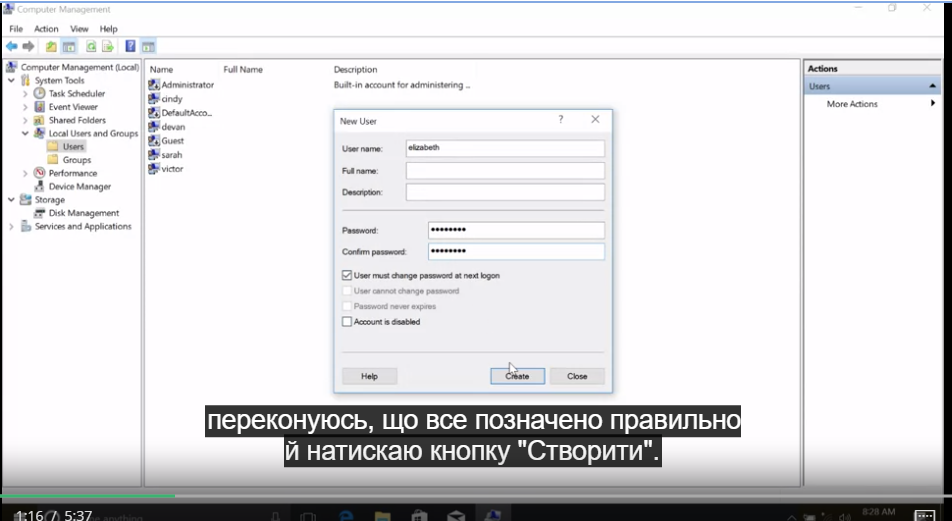 Computer Management
File Action View Help
Computer Management (Local)
System Tools
Task Scheduler
Event Viewer
Shared Folders
Local Users and Groups
Users
Groups
Performance
Device Manager
Storage
Disk Management
Services and Applications
Name Full Name Description
Administrator Built-in account for administering ...
cindy
DefaultAcco...
devan
Guest
sarah
victor
New User
User name: elizabeth
Full name:
Description:
Password:
Confirm password:
User must change password at next logon
User cannot change password
Password never expires
Account is disabled
Help Create Close
Actions
Users
More Actions
переконуюсь, що все позначено правильно
й натискаю кнопку "Створити".
1:16 / 5:37
8:28 AM